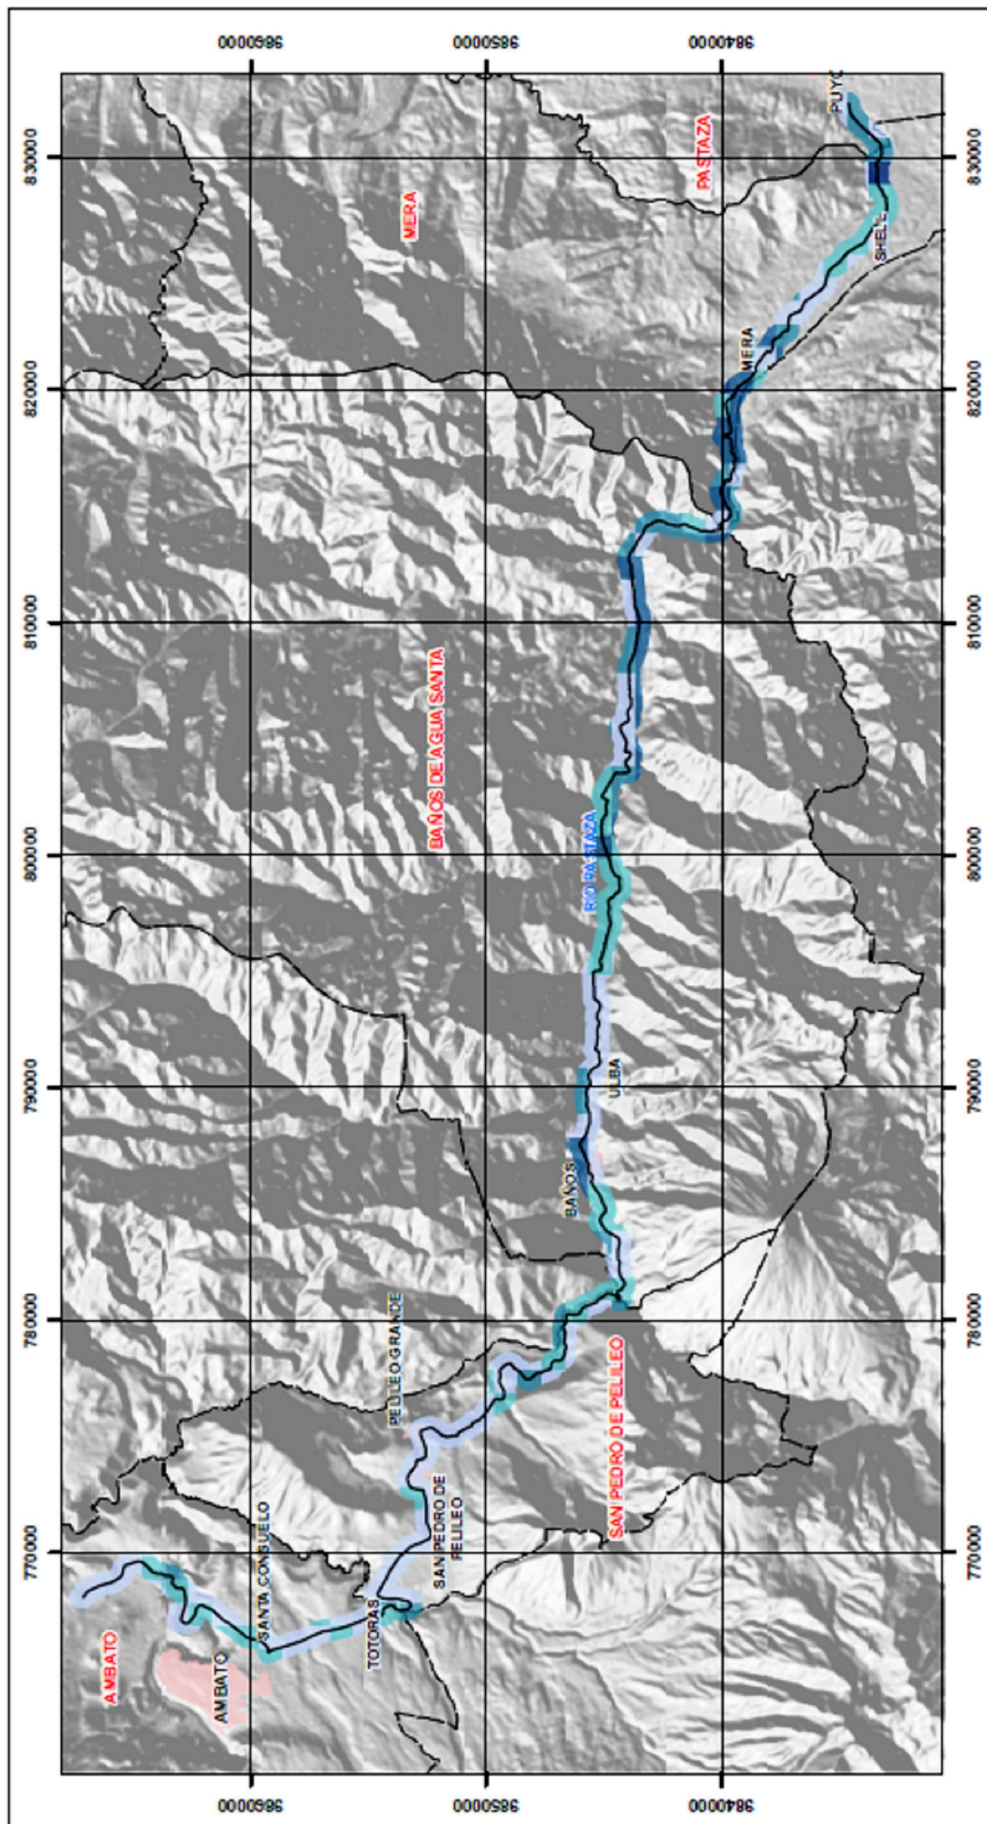 770000
780000
790000
800000
810000
820000
830000
9860000
9860000
AMBATO
AMBATO
SANTA CONSUELO
TOTORAS
PELILEO GRANDE
MERA
BAÑOS DE AGUA SANTA
SAN PEDRO DE
PELILEO
9850000
9850000
BAÑOS
RIO PASTAZA
ULBA
SAN PEDRO DE PELILEO
PASTAZA
9840000
9840000
MERA
PUYO
SHELL
770000
780000
790000
800000
810000
820000
830000